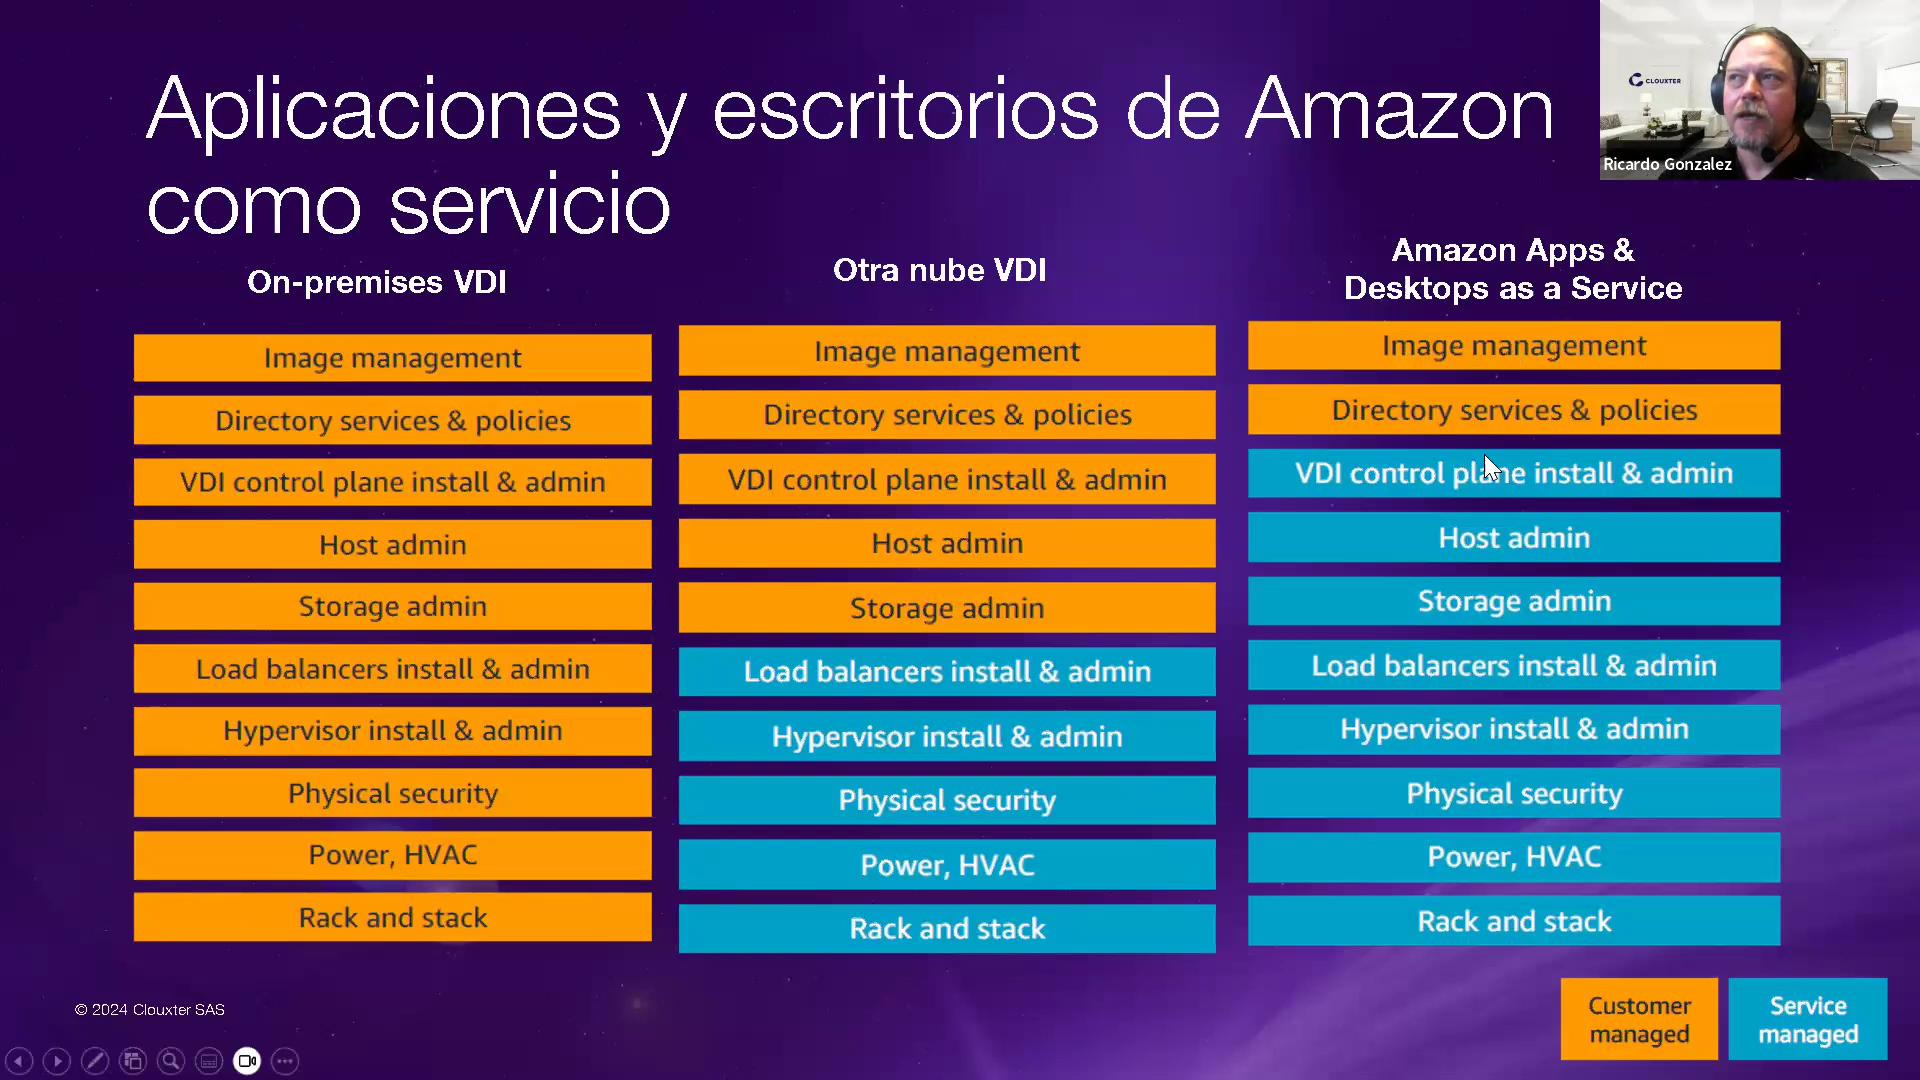 Aplicaciones y escritorios de Amazon
como servicio
CLOUXTER
Ricardo Gonzalez
On-premises VDI
Image management
Directory services & policies
VDI control plane install & admin
Host admin
Storage admin
Load balancers install & admin
Hypervisor install & admin
Physical security
Power, HVAC
Rack and stack
Otra nube VDI
Image management
Directory services & policies
VDI control plane install & admin
Host admin
Storage admin
Load balancers install & admin
Hypervisor install & admin
Physical security
Power, HVAC
Rack and stack
Amazon Apps &
Desktops as a Service
Image management
Directory services & policies
VDI control plane install & admin
Host admin
Storage admin
Load balancers install & admin
Hypervisor install & admin
Physical security
Power, HVAC
Rack and stack
© 2024 Clouxter SAS
Customer
managed
Service
managed